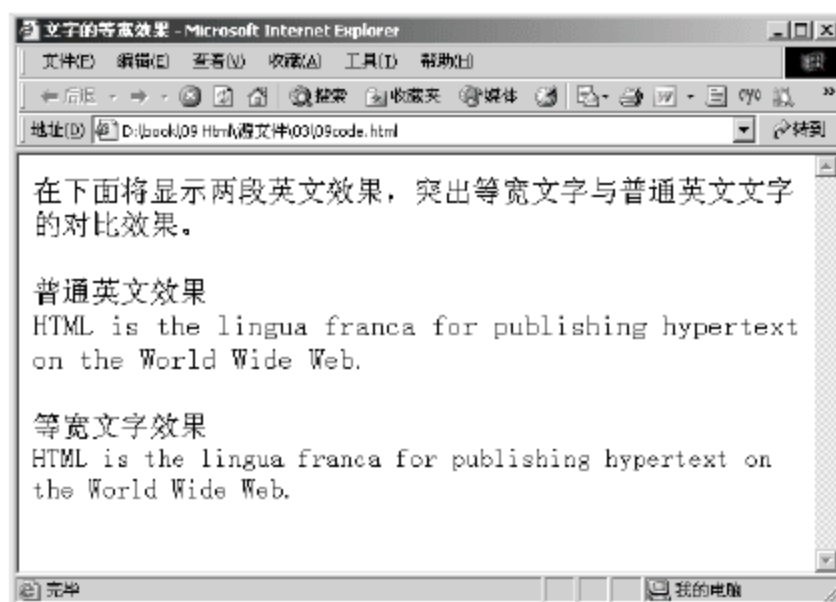 文字的等宽效果 - Microsoft Internet Explorer
文件(F) 编辑(E) 查看(V) 收藏(A) 工具(T) 帮助(H)
后退 搜索 收藏夹 媒体
地址(D) D:\book\09 Html\源文件\03\09code.html 转到
在下面将显示两段英文效果，突出等宽文字与普通英文文字
的对比效果。
普通英文效果
HTML is the lingua franca for publishing hypertext
on the World Wide Web.
等宽文字效果
HTML is the lingua franca for publishing hypertext on
the World Wide Web.
完毕 我的电脑